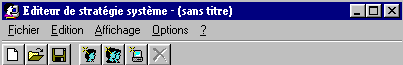 Editeur de stratégie système - (sans titre)
Fichier Edition Affichage Options ?